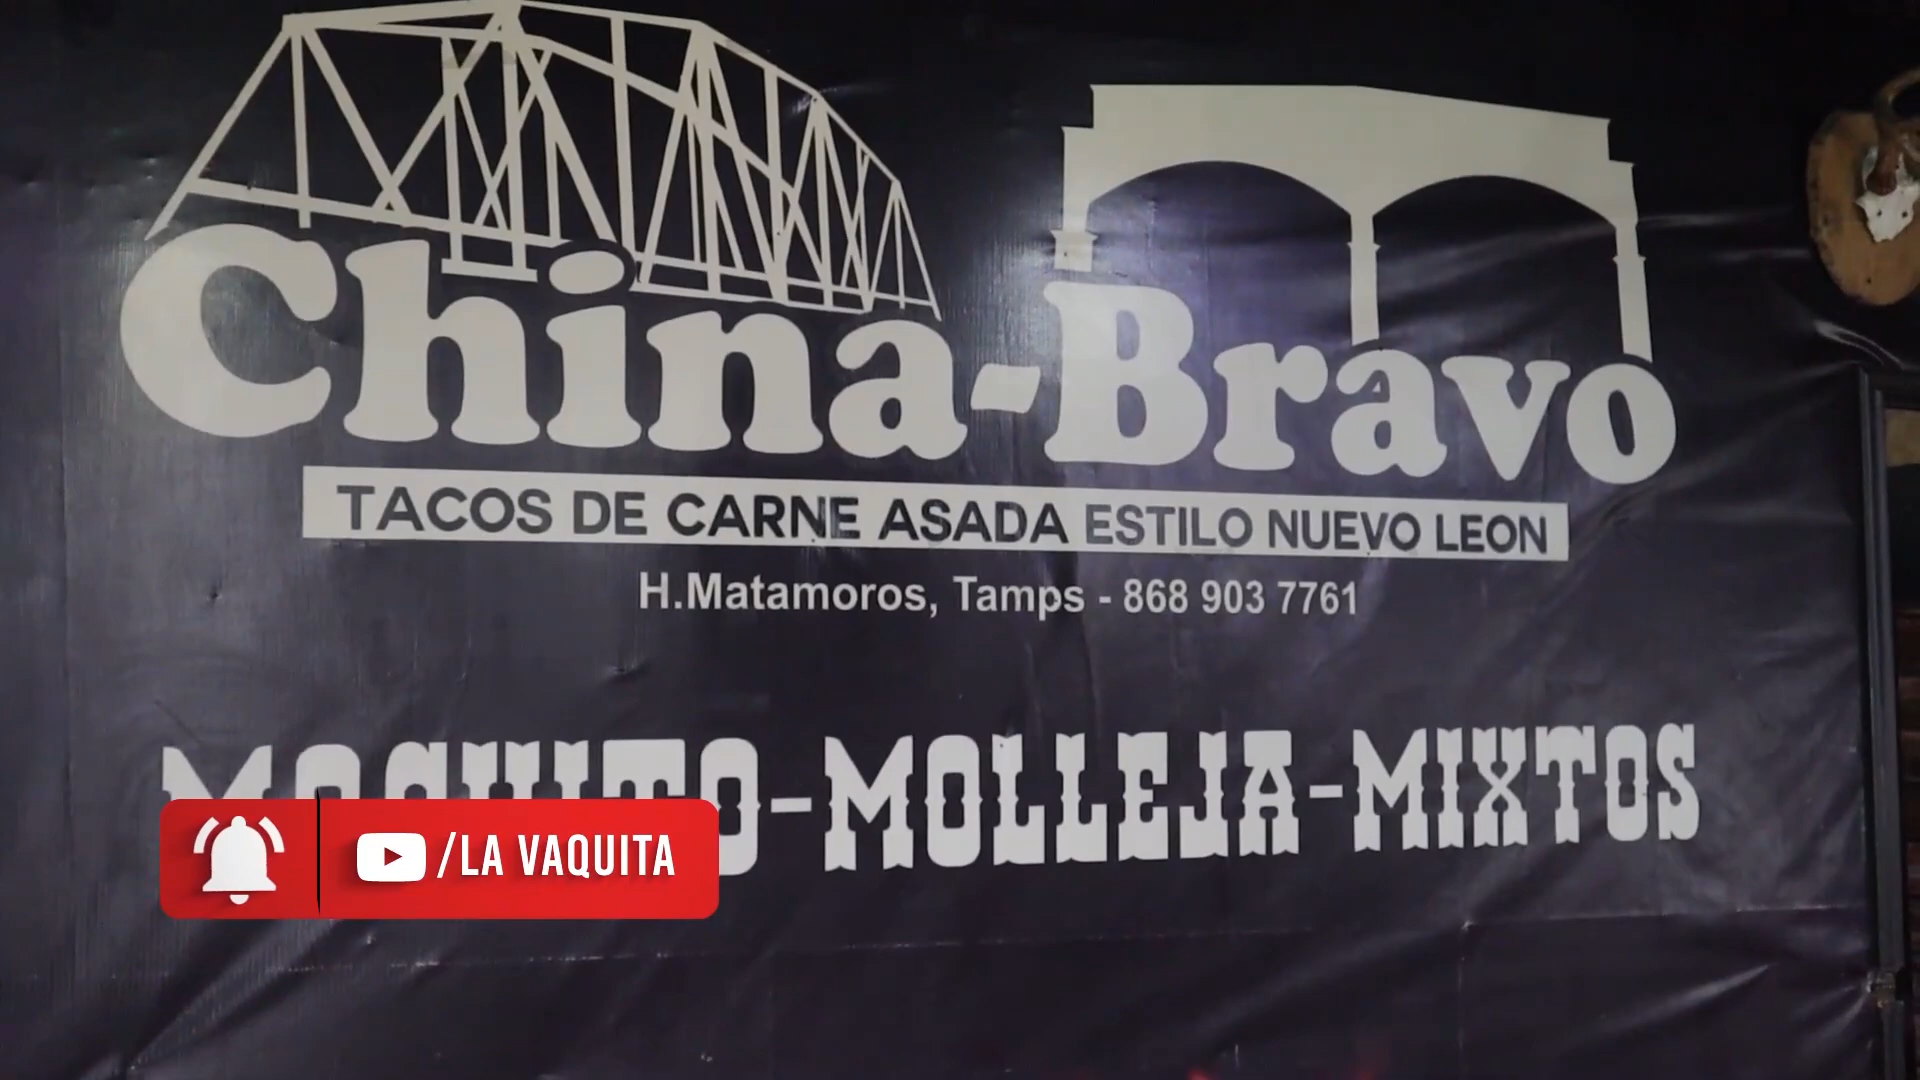 China-Bravo
TACOS DE CARNE ASADA ESTILO NUEVO LEON
H.Matamoros, Tamps - 868 903 7761
MOLLEJA-MIXTOS
/LA VAQUITA